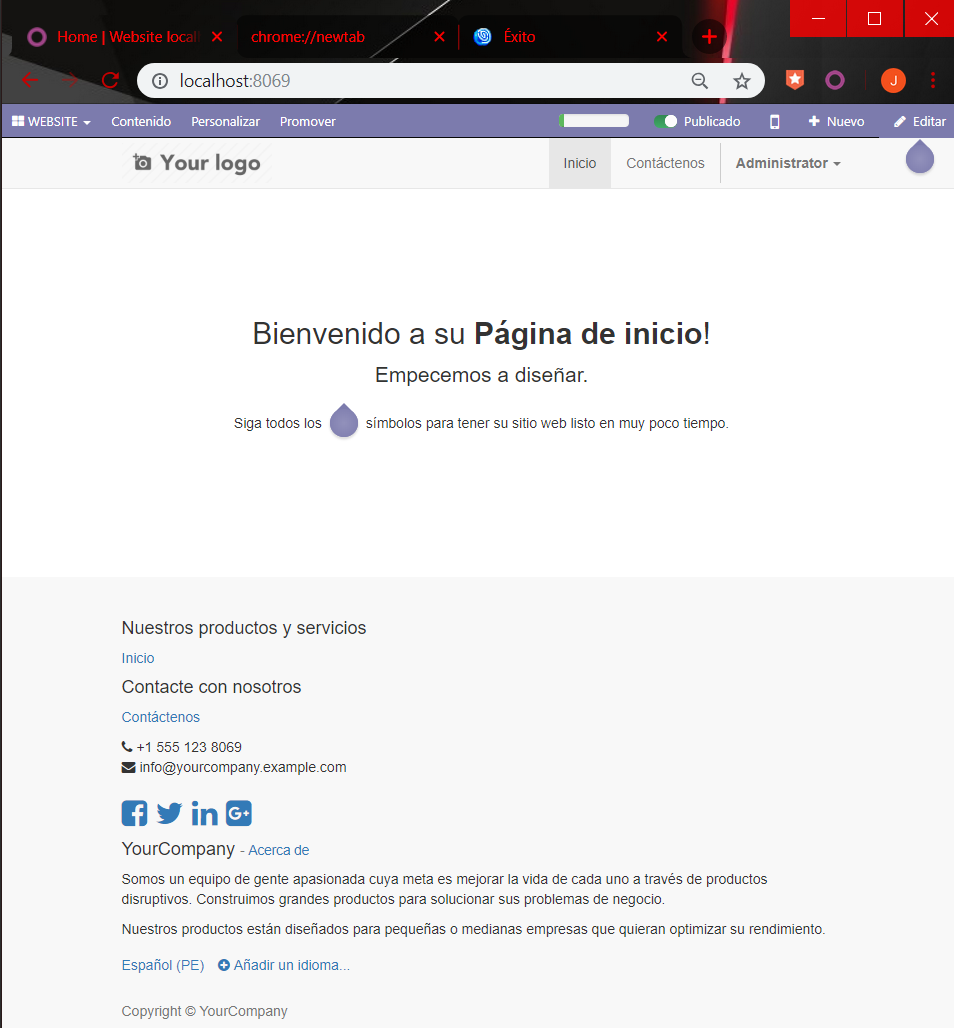 Home | Website local
chrome://newtab
Éxito
localhost:8069
J
WEBSITE Contenido Personalizar Promover Publicado Nuevo Editar
Your logo Inicio Contáctenos Administrator
Bienvenido a su Página de inicio!
Empecemos a diseñar.
Siga todos los símbolos para tener su sitio web listo en muy poco tiempo.
Nuestros productos y servicios
Inicio
Contacte con nosotros
Contáctenos
+1 555 123 8069
info@yourcompany.example.com
YourCompany - Acerca de
Somos un equipo de gente apasionada cuya meta es mejorar la vida de cada uno a través de productos
disruptivos. Construimos grandes productos para solucionar sus problemas de negocio.
Nuestros productos están diseñados para pequeñas o medianas empresas que quieran optimizar su rendimiento.
Español (PE) Añadir un idioma...
Copyright © YourCompany